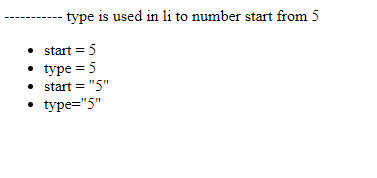 ----------- type is used in li to number start from 5
start = 5
type = 5
start = "5"
type="5"